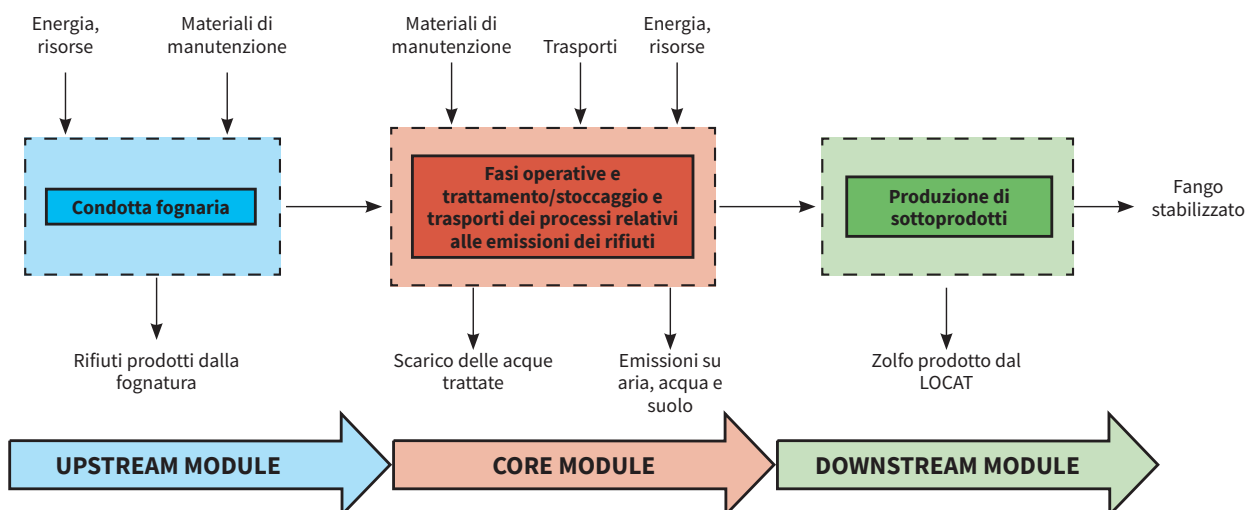 Energia,
risorse
Materiali di
manutenzione
Materiali di
manutenzione
Trasporti
Energia,
risorse
Condotta fognaria
Fasi operative e
trattamento/stoccaggio e
trasporti dei processi relativi
alle emissioni dei rifiuti
Produzione di
sottoprodotti
Fango
stabilizzato
Rifiuti prodotti dalla
fognatura
Scarico delle acque
trattate
Emissioni su
aria, acqua e
suolo
Zolfo prodotto dal
LOCAT
UPSTREAM MODULE
CORE MODULE
DOWNSTREAM MODULE